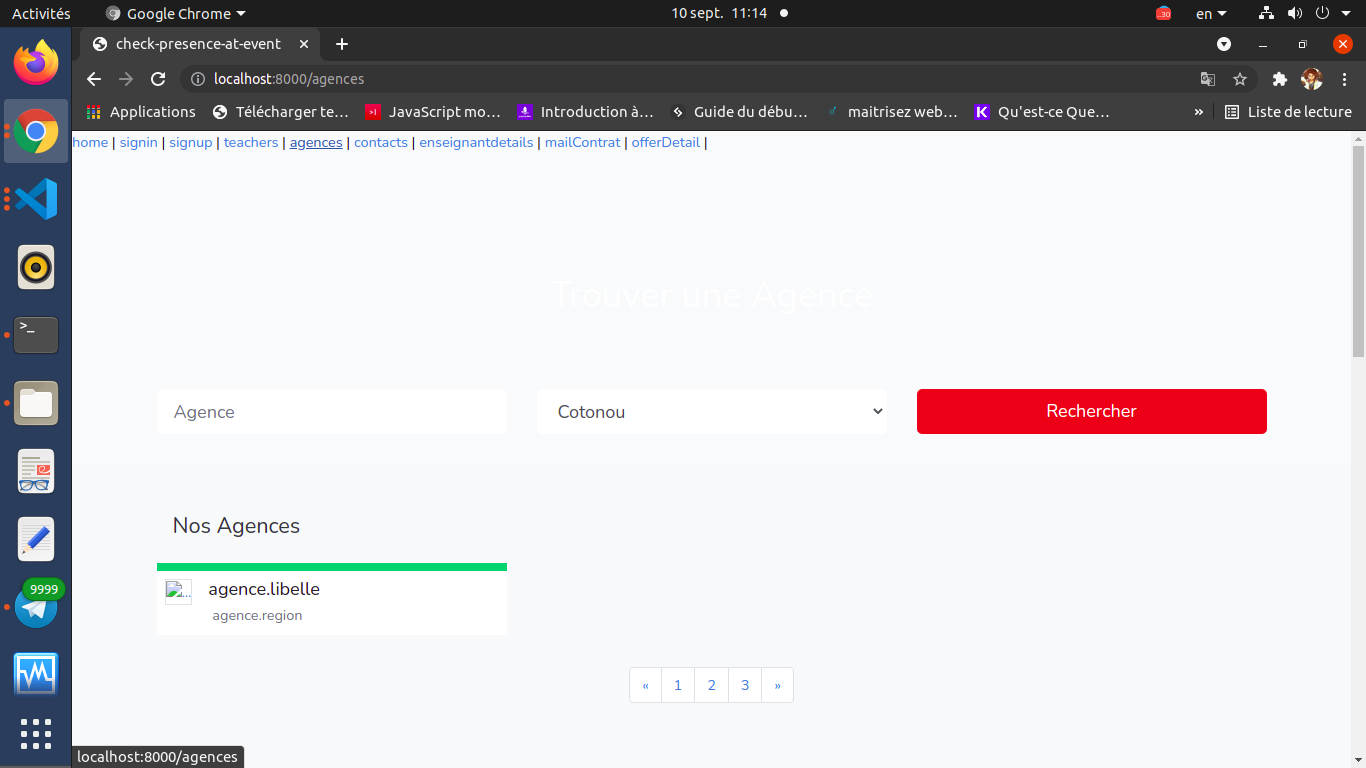 Activités Google Chrome 10 sept. 11:14 30 en
check-presence-at-event
localhost:8000/agences
Applications Télécharger te… JavaScript mo… Introduction à… Guide du débu… maitrisez web… Qu'est-ce Que… » Liste de lecture
home | signin | signup | teachers | agences | contacts | enseignantdetails | mailContrat | offerDetail |
Trouver une Agence
Agence Cotonou Rechercher
Nos Agences
agence.libelle
agence.region
« 1 2 3 »
9999
localhost:8000/agences